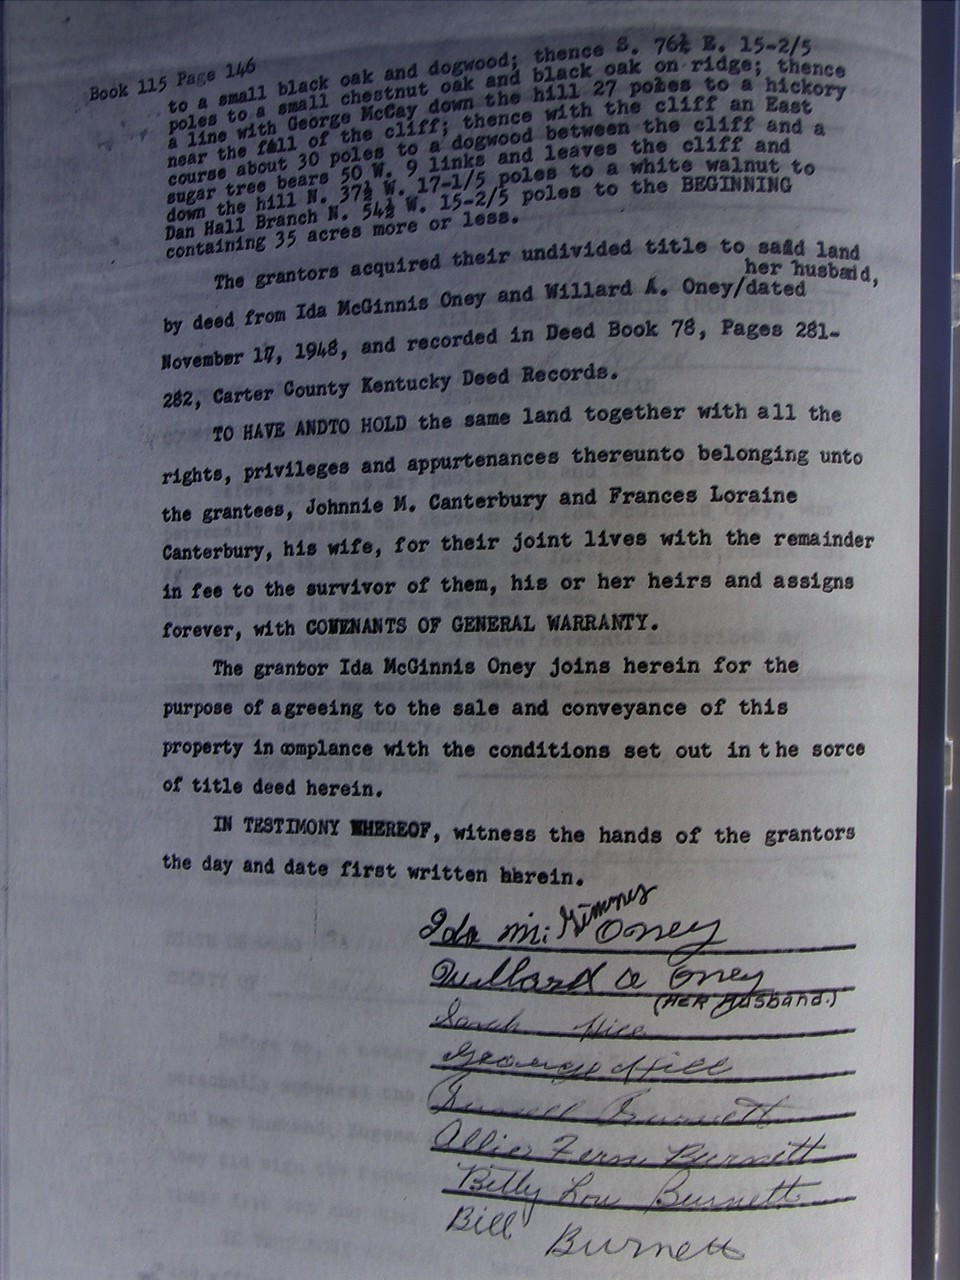 Book 115 Page 146
to a small black oak and dogwood; thence S. 76½ E. 15-2/5
poles to a small chestnut oak and black oak on ridge; thence
a line with George McCay down the hill 27 poles to a hickory
near the fall of the cliff; thence with the cliff an East
course about 30 poles to a dogwood between the cliff and a
sugar tree bears 50 W. 9 links and leaves the cliff and
down the hill N. 37½ W. 17-1/5 poles to a white walnut to
Dan Hall Branch N. 54½ W. 15-2/5 poles to the BEGINNING
containing 35 acres more or less.
The grantors acquired their undivided title to said land
her husband,
by deed from Ida McGinnis Oney and Willard A. Oney/dated
November 17, 1948, and recorded in Deed Book 78, Pages 281-
282, Carter County Kentucky Deed Records.
TO HAVE ANDTO HOLD the same land together with all the
rights, privileges and appurtenances thereunto belonging unto
the grantees, Johnnie M. Canterbury and Frances Loraine
Canterbury, his wife, for their joint lives with the remainder
in fee to the survivor of them, his or her heirs and assigns
forever, with COVENANTS OF GENERAL WARRANTY.
The grantor Ida McGinnis Oney joins herein for the
purpose of agreeing to the sale and conveyance of this
property in complance with the conditions set out in the sorce
of title deed herein.
IN TESTIMONY WHEREOF, witness the hands of the grantors
the day and date first written herein.
Ida Mc Ginnes Oney
Willard A Oney
(HER HUSband.)
Sarah Hill
George Hill
Burnett
Allie Fern Burnett
Billy Lou Burnett
Bill Burnett